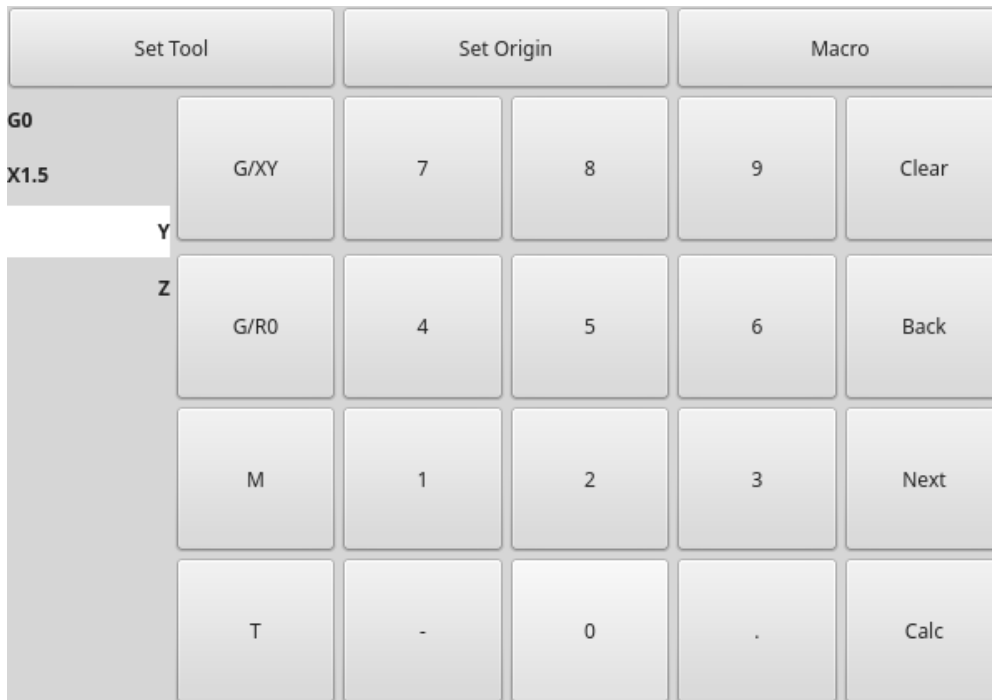 Set Tool Set Origin Macro
G0
X1.5
G/XY 7 8 9 Clear
Y
Z
G/R0 4 5 6 Back
M 1 2 3 Next
T - 0 . Calc